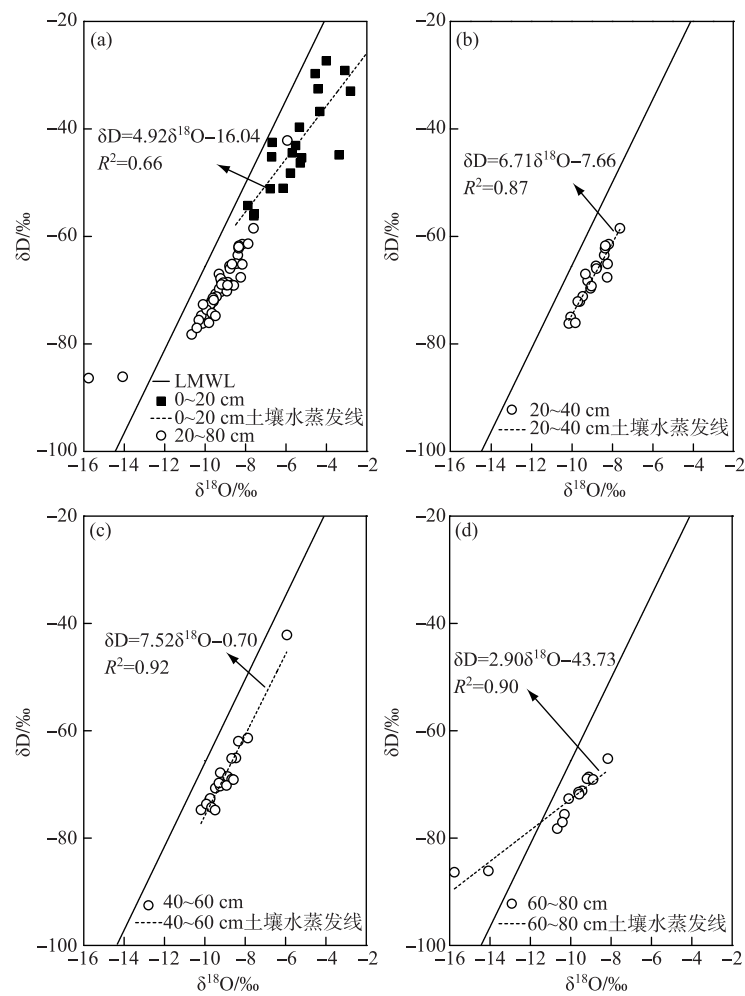 (a)
δD=4.92δ¹⁸O−16.04
R²=0.66
LMWL
0~20 cm
0~20 cm土壤水蒸发线
20~80 cm
−20
−40
−60
−80
−100
δD/‰
−16 −14 −12 −10 −8 −6 −4 −2
δ¹⁸O/‰
(b)
δD=6.71δ¹⁸O−7.66
R²=0.87
20~40 cm
20~40 cm土壤水蒸发线
−20
−40
−60
−80
−100
δD/‰
−16 −14 −12 −10 −8 −6 −4 −2
δ¹⁸O/‰
(c)
δD=7.52δ¹⁸O−0.70
R²=0.92
40~60 cm
40~60 cm土壤水蒸发线
−20
−40
−60
−80
−100
δD/‰
−16 −14 −12 −10 −8 −6 −4 −2
δ¹⁸O/‰
(d)
δD=2.90δ¹⁸O−43.73
R²=0.90
60~80 cm
60~80 cm土壤水蒸发线
−20
−40
−60
−80
−100
δD/‰
−16 −14 −12 −10 −8 −6 −4 −2
δ¹⁸O/‰